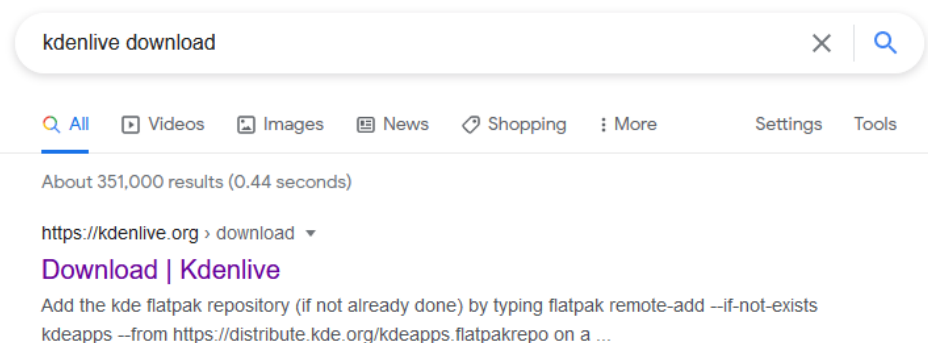 kdenlive download
All Videos Images News Shopping More Settings Tools
About 351,000 results (0.44 seconds)
https://kdenlive.org › download
Download | Kdenlive
Add the kde flatpak repository (if not already done) by typing flatpak remote-add --if-not-exists
kdeapps --from https://distribute.kde.org/kdeapps.flatpakrepo on a ...